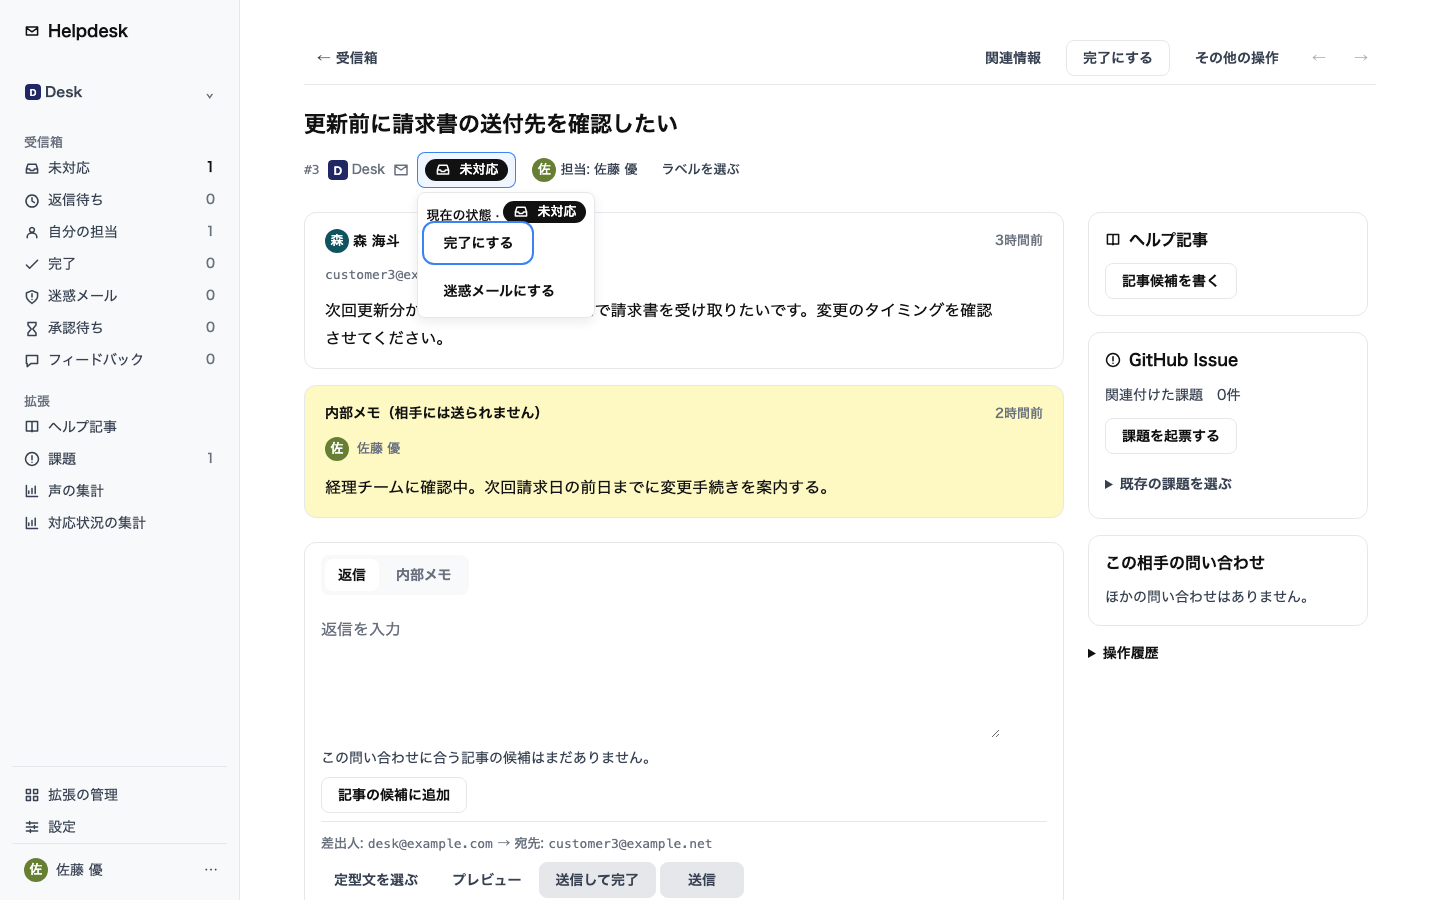 Helpdesk
D Desk
受信箱
未対応 1
返信待ち 0
自分の担当 1
完了 0
迷惑メール 0
承認待ち 0
フィードバック 0
拡張
ヘルプ記事
課題 1
声の集計
対応状況の集計
拡張の管理
設定
佐 佐藤 優 …
← 受信箱
関連情報 完了にする その他の操作 ← →
更新前に請求書の送付先を確認したい
#3 D Desk 未対応 佐 担当: 佐藤 優 ラベルを選ぶ
現在の状態 · 未対応
完了にする
迷惑メールにする
森 森 海斗 3時間前
customer3@ex
次回更新分か
で請求書を受け取りたいです。変更のタイミングを確認
させてください。
内部メモ（相手には送られません） 2時間前
佐 佐藤 優
経理チームに確認中。次回請求日の前日までに変更手続きを案内する。
返信 内部メモ
返信を入力
この問い合わせに合う記事の候補はまだありません。
記事の候補に追加
差出人: desk@example.com → 宛先: customer3@example.net
定型文を選ぶ プレビュー 送信して完了 送信
ヘルプ記事
記事候補を書く
GitHub Issue
関連付けた課題 0件
課題を起票する
▶ 既存の課題を選ぶ
この相手の問い合わせ
ほかの問い合わせはありません。
▶ 操作履歴